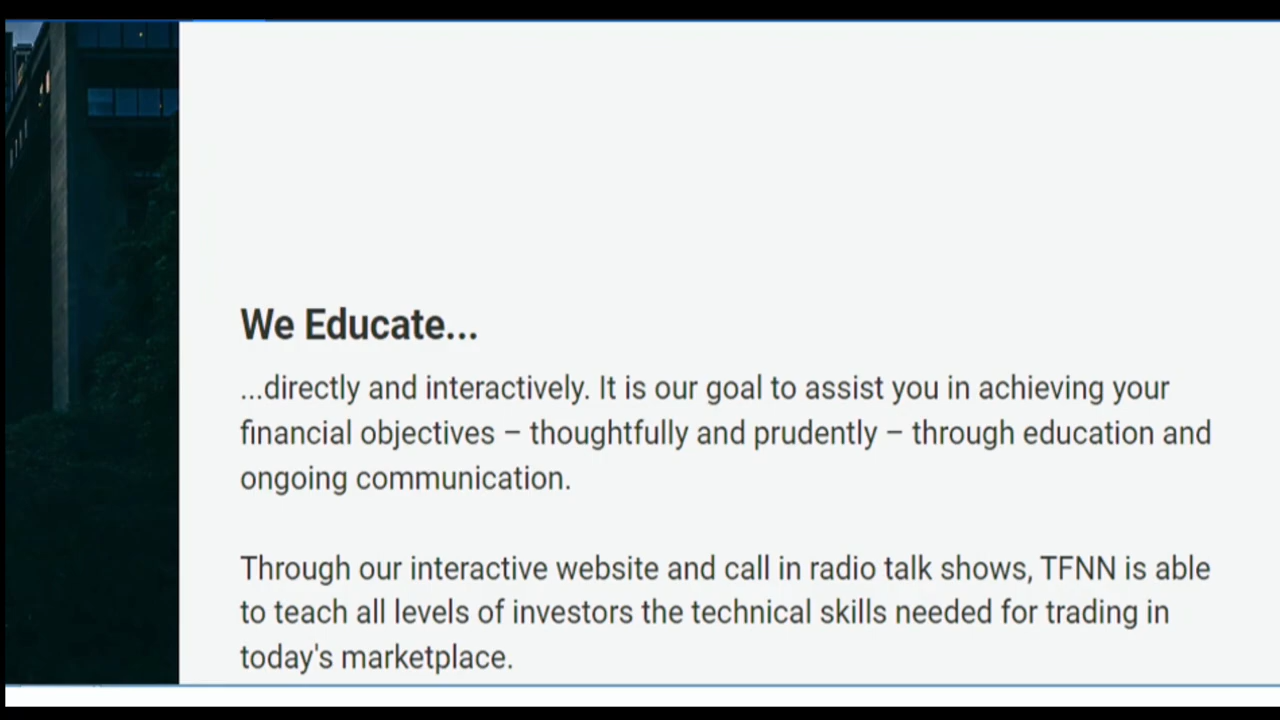 We Educate...
...directly and interactively. It is our goal to assist you in achieving your
financial objectives – thoughtfully and prudently – through education and
ongoing communication.
Through our interactive website and call in radio talk shows, TFNN is able
to teach all levels of investors the technical skills needed for trading in
today's marketplace.